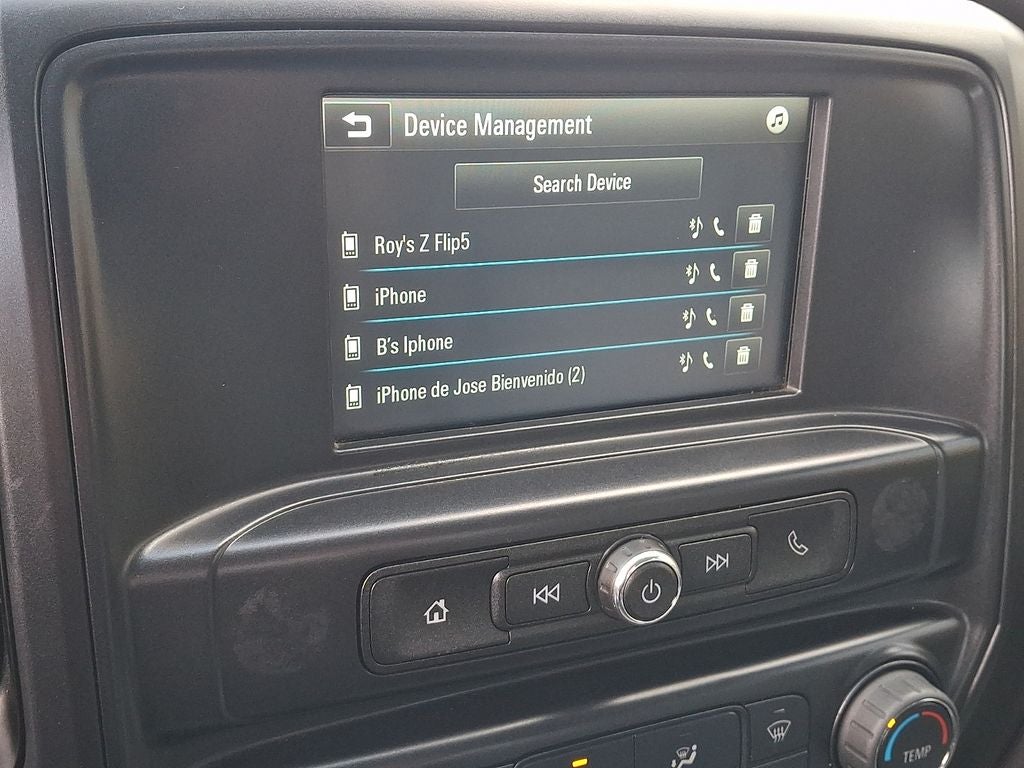 Device Management
Search Device
Roy's Z Flip5
iPhone
B's Iphone
iPhone de Jose Bienvenido (2)
TEMP